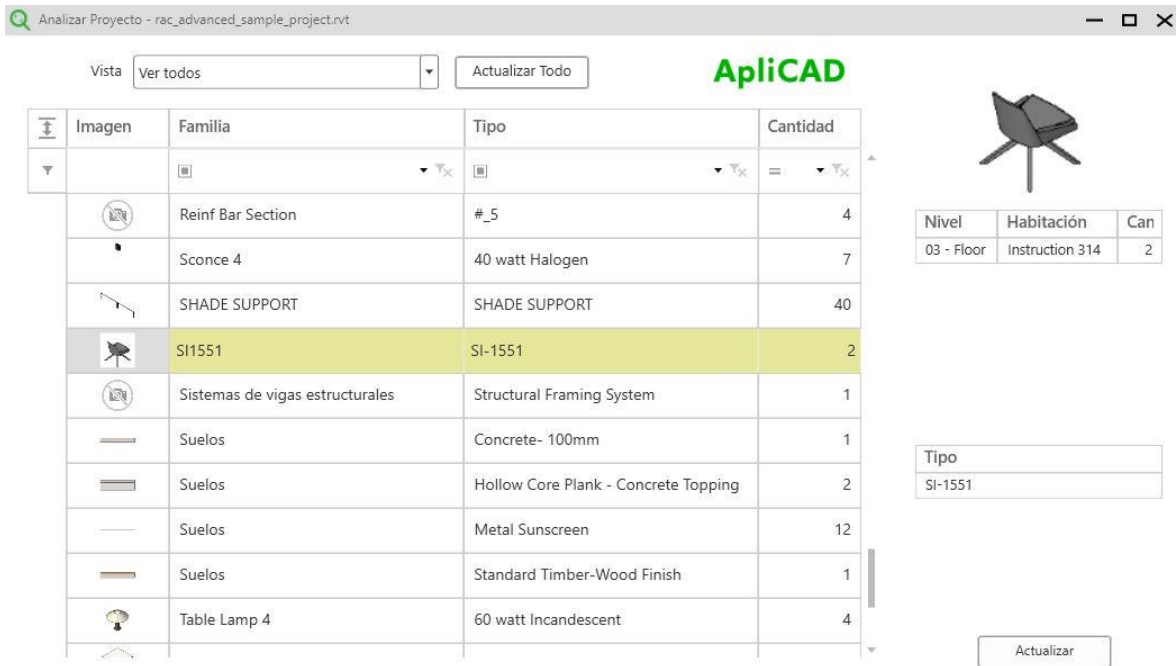 Analizar Proyecto - rac_advanced_sample_project.rvt
Vista Ver todos Actualizar Todo ApliCAD
Imagen Familia Tipo Cantidad
=
Reinf Bar Section #_5 4
Sconce 4 40 watt Halogen 7
SHADE SUPPORT SHADE SUPPORT 40
SI1551 SI-1551 2
Sistemas de vigas estructurales Structural Framing System 1
Suelos Concrete- 100mm 1
Suelos Hollow Core Plank - Concrete Topping 2
Suelos Metal Sunscreen 12
Suelos Standard Timber-Wood Finish 1
Table Lamp 4 60 watt Incandescent 4
Nivel Habitación Can
03 - Floor Instruction 314 2
Tipo
SI-1551
Actualizar